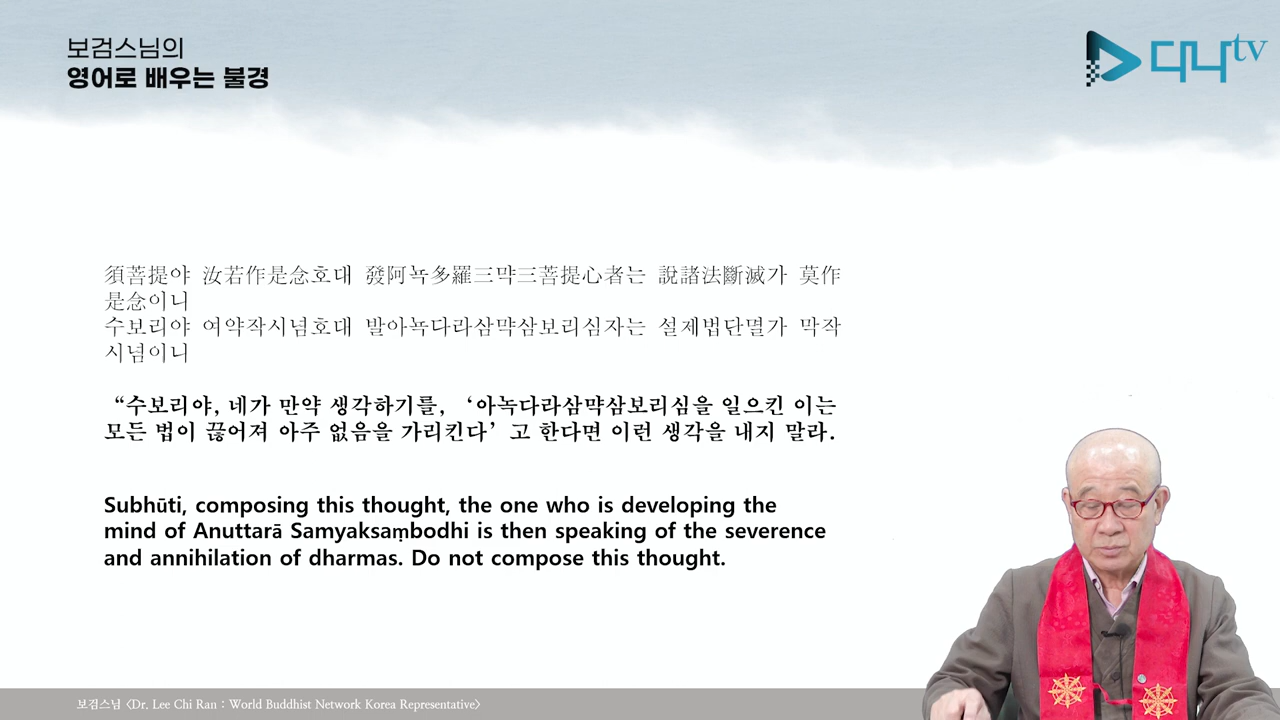 보검스님의
영어로 배우는 불경
디나tv
須菩提야 汝若作是念호대 發阿뇩多羅三먁三菩提心者는 說諸法斷滅가 莫作
是念이니
수보리야 여약작시념호대 발아뇩다라삼먁삼보리심자는 설제법단멸가 막작
시념이니
“수보리야, 네가 만약 생각하기를, ‘아녹다라삼먁삼보리심을 일으킨 이는
모든 법이 끊어져 아주 없음을 가리킨다’ 고 한다면 이런 생각을 내지 말라.
Subhūti, composing this thought, the one who is developing the
mind of Anuttarā Samyaksaṃbodhi is then speaking of the severence
and annihilation of dharmas. Do not compose this thought.
보검스님 <Dr. Lee Chi Ran : World Buddhist Network Korea Representative>